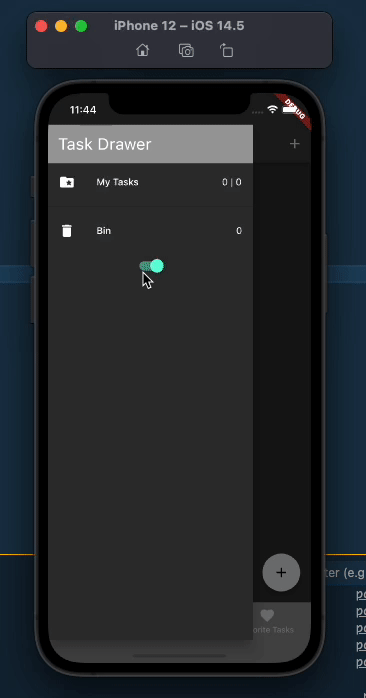 iPhone 12 – iOS 14.5
11:44
DEBUG
Task Drawer
My Tasks 0 | 0
Bin 0
orite Tasks
ter (e.g
po
po
po
po
po